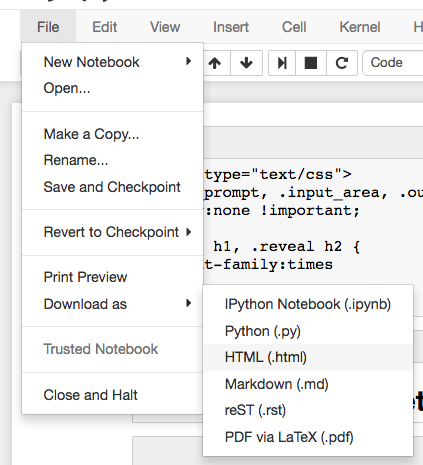 File Edit View Insert Cell Kernel H
New Notebook
Open...
Code
Make a Copy...
Rename...
Save and Checkpoint
Revert to Checkpoint
Print Preview
Download as
Trusted Notebook
Close and Halt
type="text/css">
prompt, .input_area, .ou
:none !important;
h1, .reveal h2 {
t-family:times
IPython Notebook (.ipynb)
Python (.py)
HTML (.html)
Markdown (.md)
reST (.rst)
PDF via LaTeX (.pdf)
et